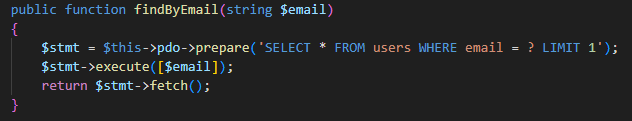 public function findByEmail(string $email)
{
    $stmt = $this->pdo->prepare('SELECT * FROM users WHERE email = ? LIMIT 1');
    $stmt->execute([$email]);
    return $stmt->fetch();
}